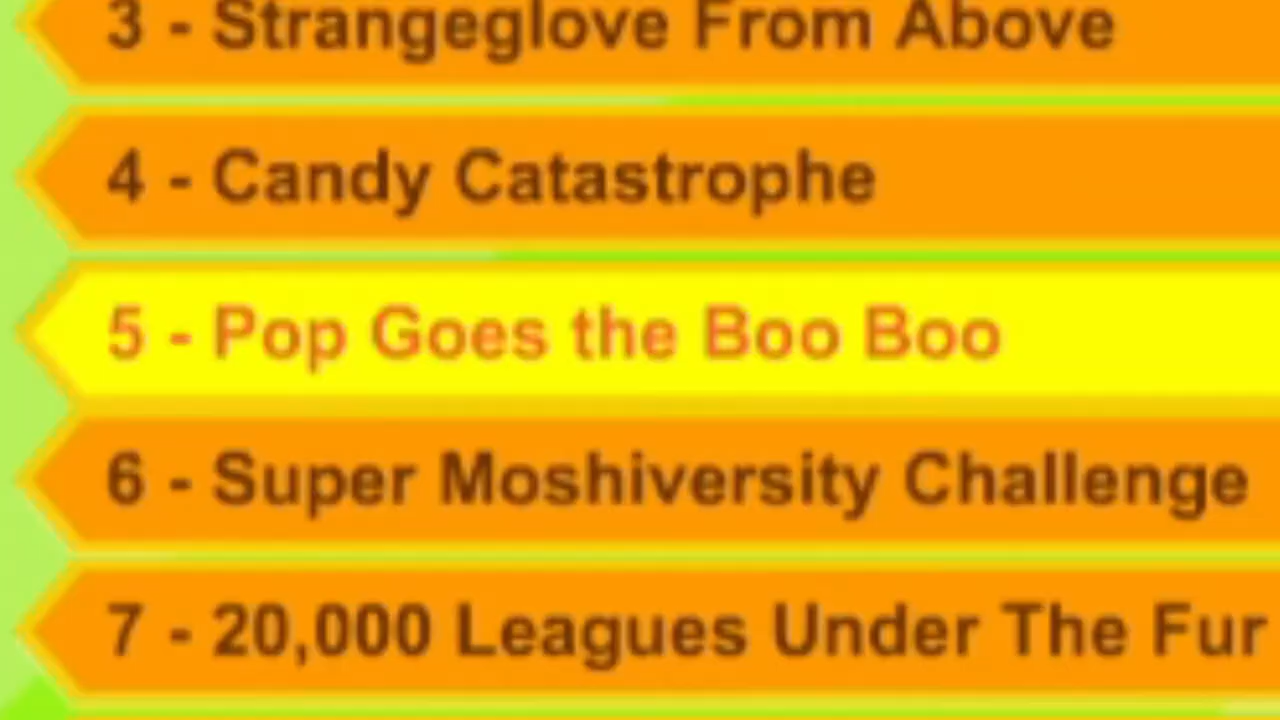 3 - Strangeglove From Above
4 - Candy Catastrophe
5 - Pop Goes the Boo Boo
6 - Super Moshiversity Challenge
7 - 20,000 Leagues Under The Fur